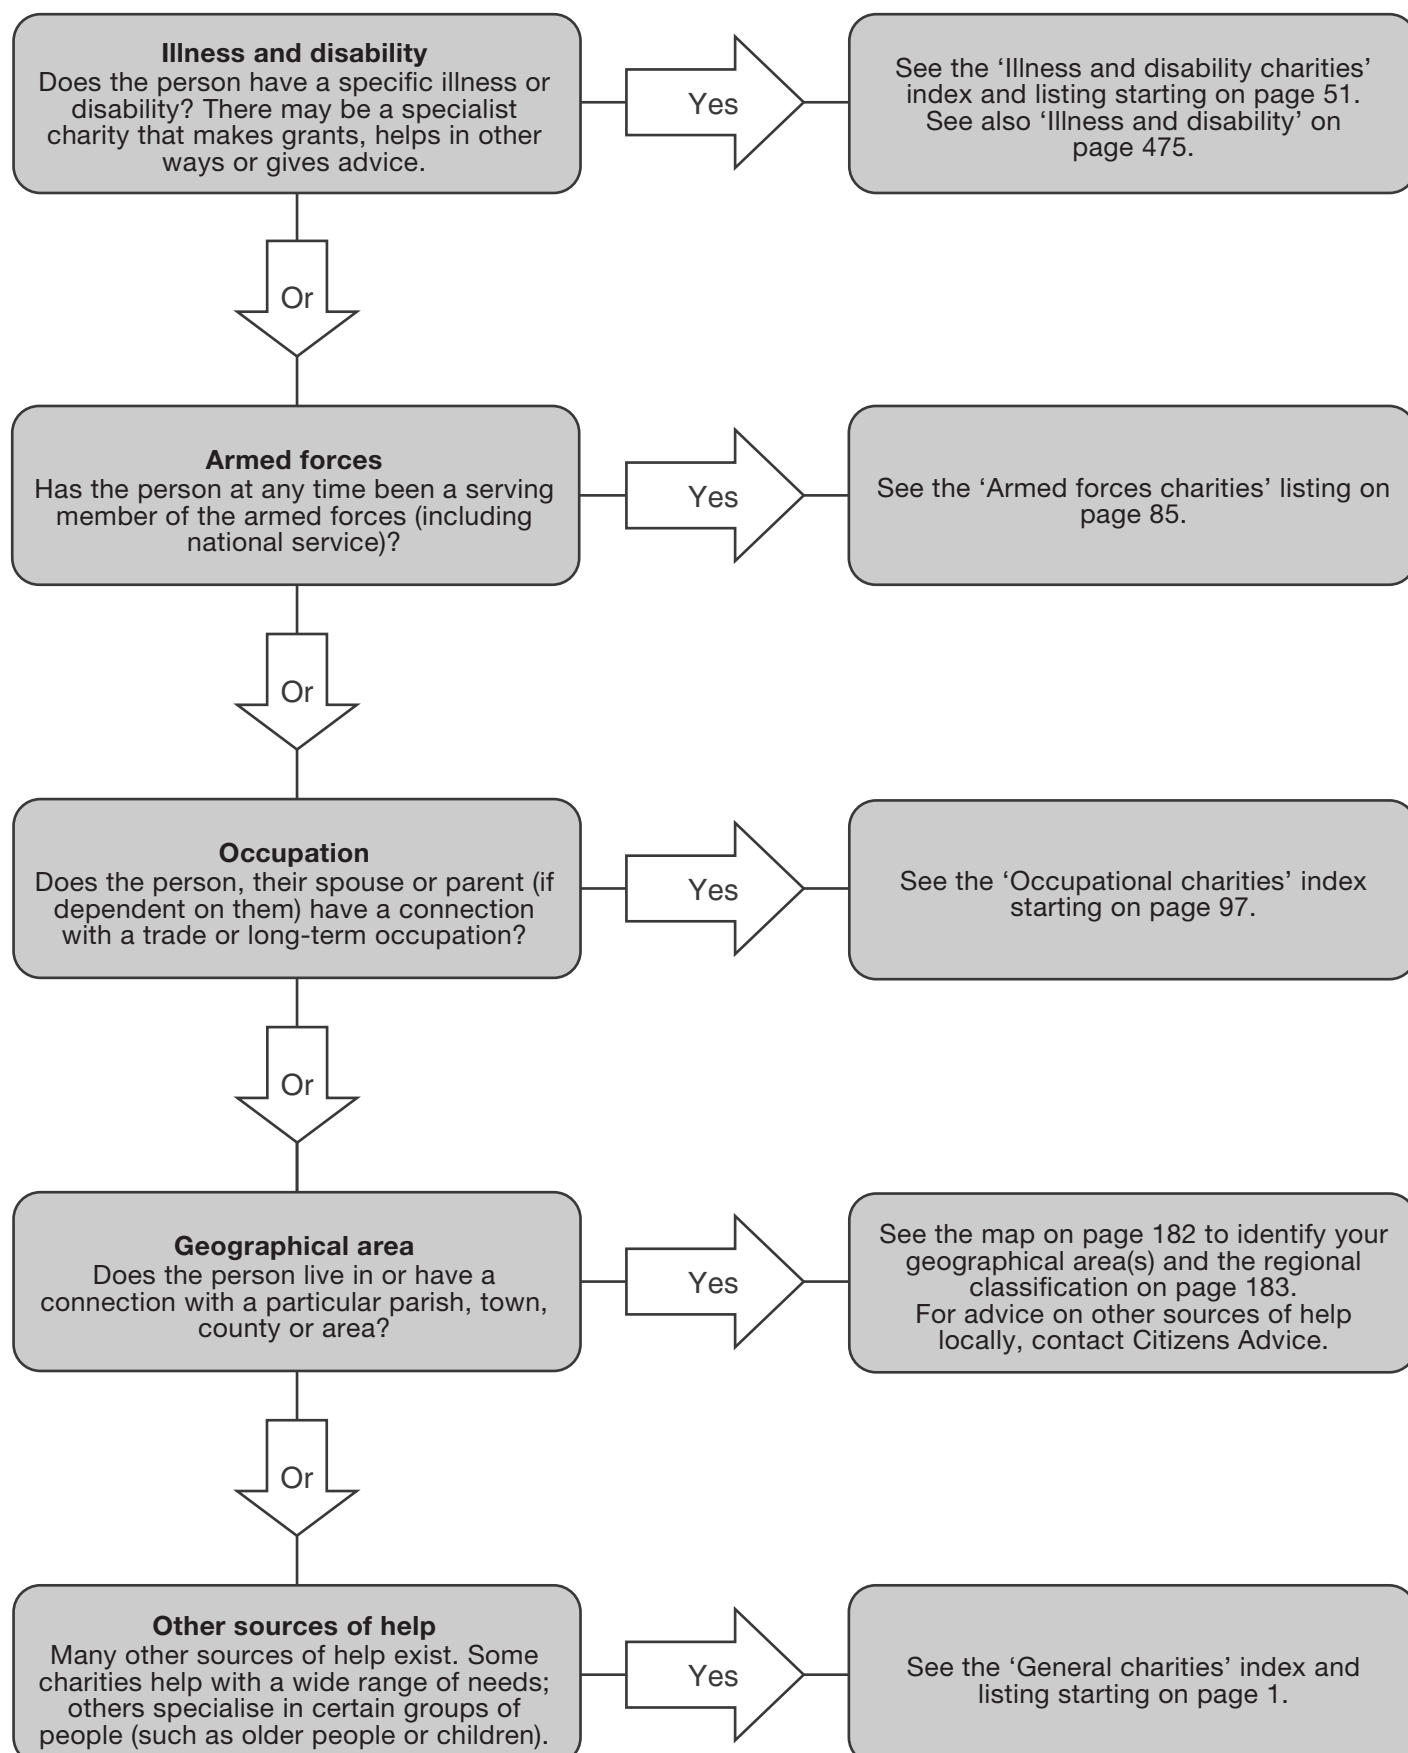 Illness and disability
Does the person have a specific illness or
disability? There may be a specialist
charity that makes grants, helps in other
ways or gives advice.
Yes
See the ‘Illness and disability charities’
index and listing starting on page 51.
See also ‘Illness and disability’ on
page 475.
Or
Armed forces
Has the person at any time been a serving
member of the armed forces (including
national service)?
Yes
See the ‘Armed forces charities’ listing on
page 85.
Or
Occupation
Does the person, their spouse or parent (if
dependent on them) have a connection
with a trade or long-term occupation?
Yes
See the ‘Occupational charities’ index
starting on page 97.
Or
Geographical area
Does the person live in or have a
connection with a particular parish, town,
county or area?
Yes
See the map on page 182 to identify your
geographical area(s) and the regional
classification on page 183.
For advice on other sources of help
locally, contact Citizens Advice.
Or
Other sources of help
Many other sources of help exist. Some
charities help with a wide range of needs;
others specialise in certain groups of
people (such as older people or children).
Yes
See the ‘General charities’ index and
listing starting on page 1.